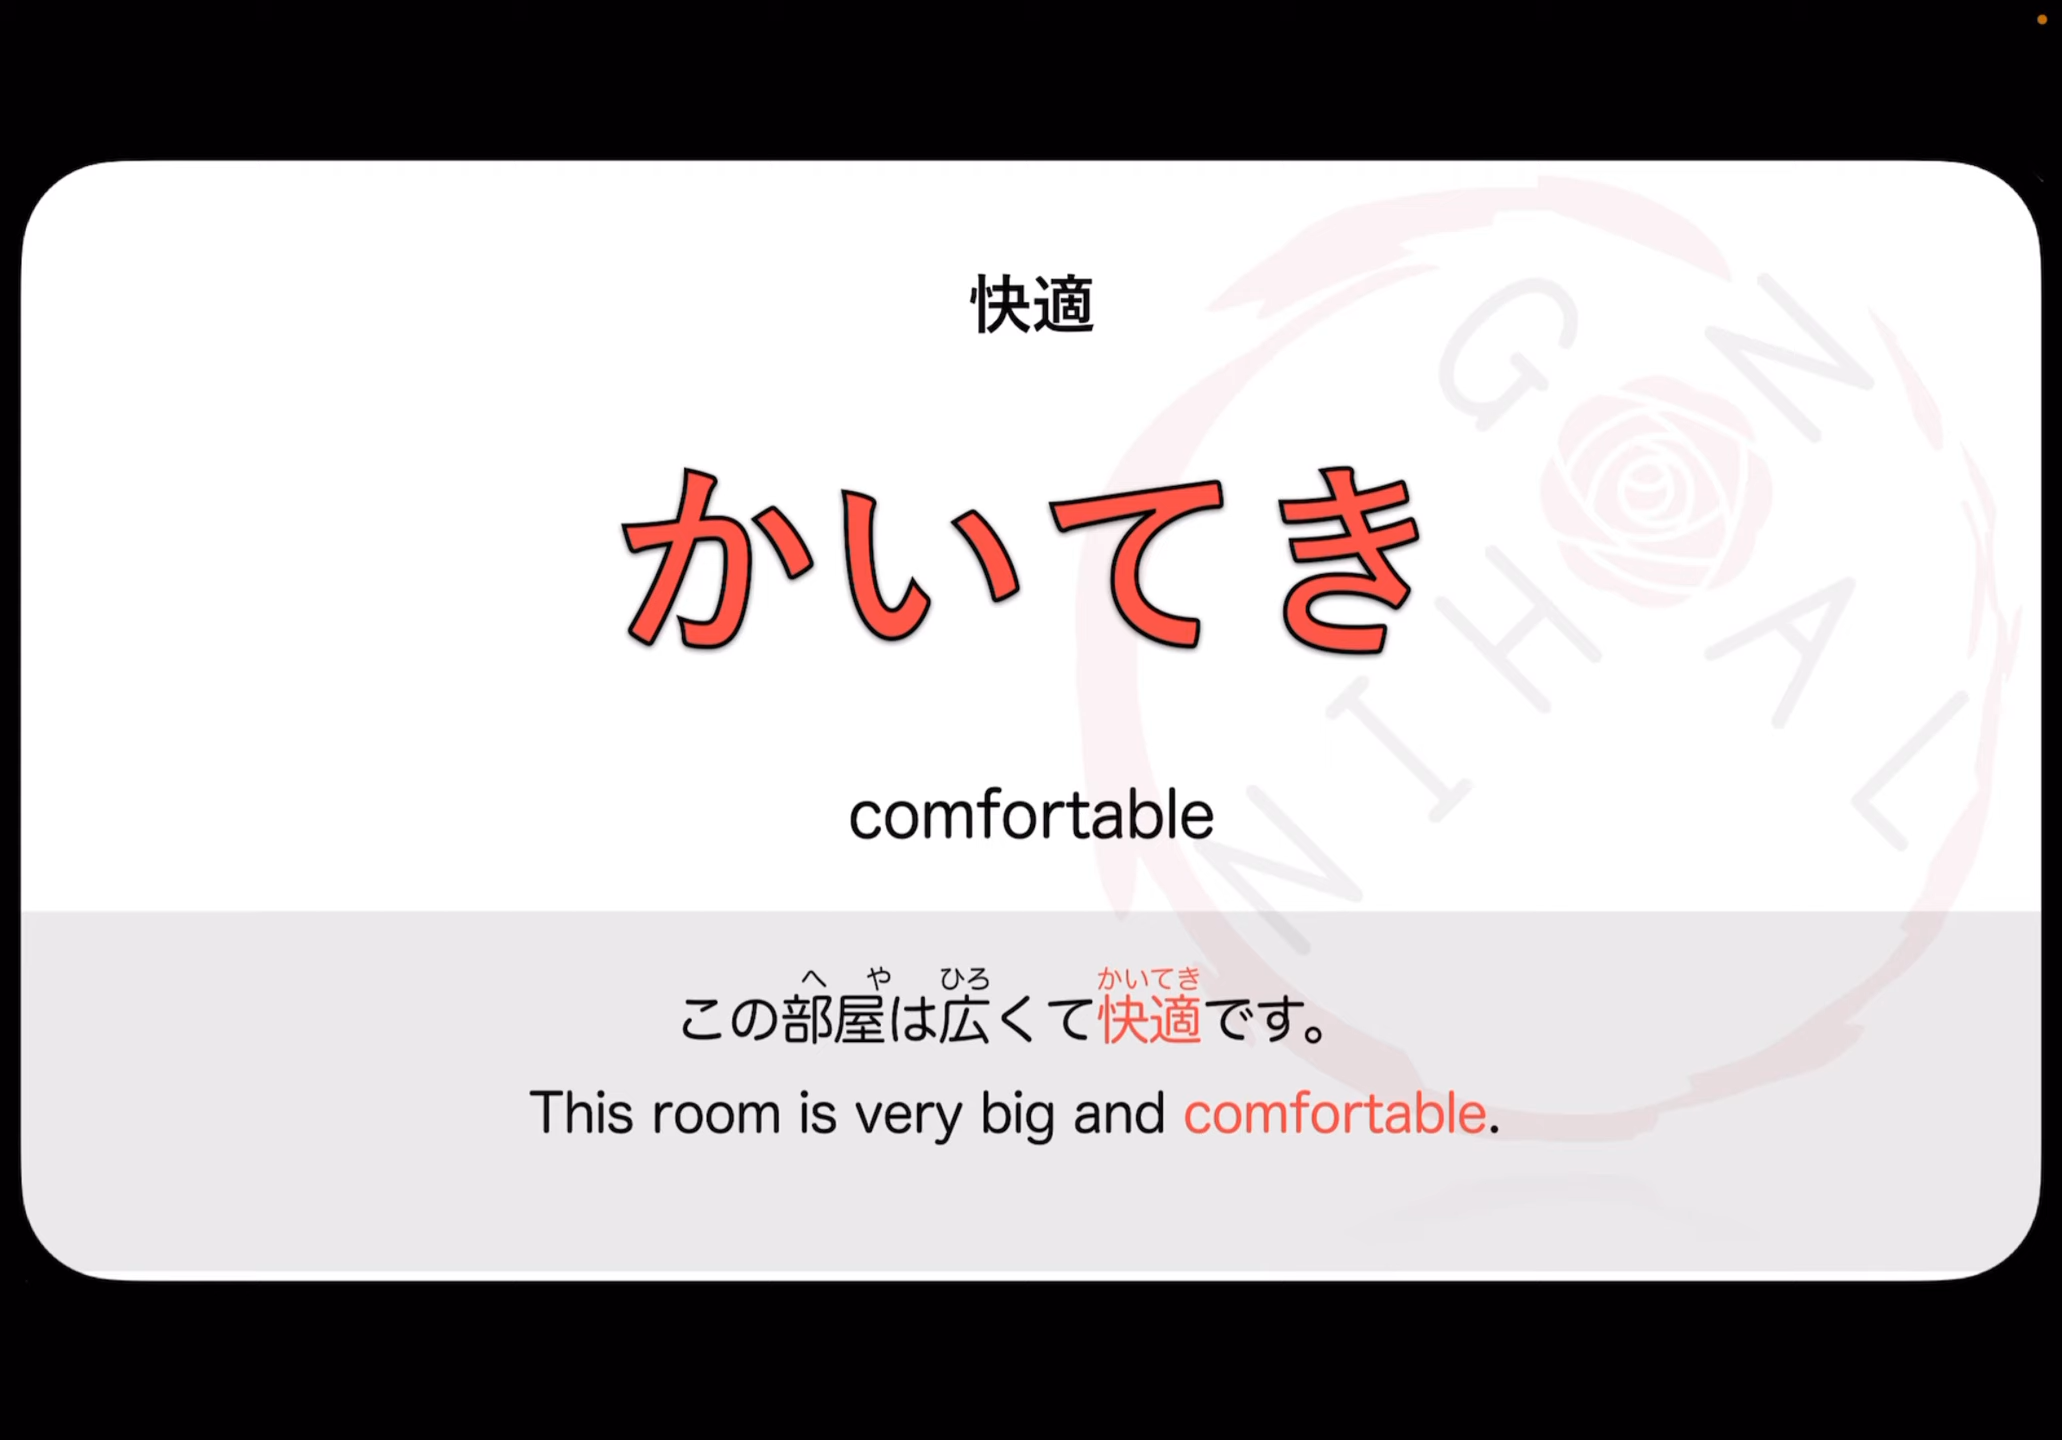 快適
かいてき
comfortable
へ や ひろ かいてき
この部屋は広くて快適です。
This room is very big and comfortable.
NIHONGO